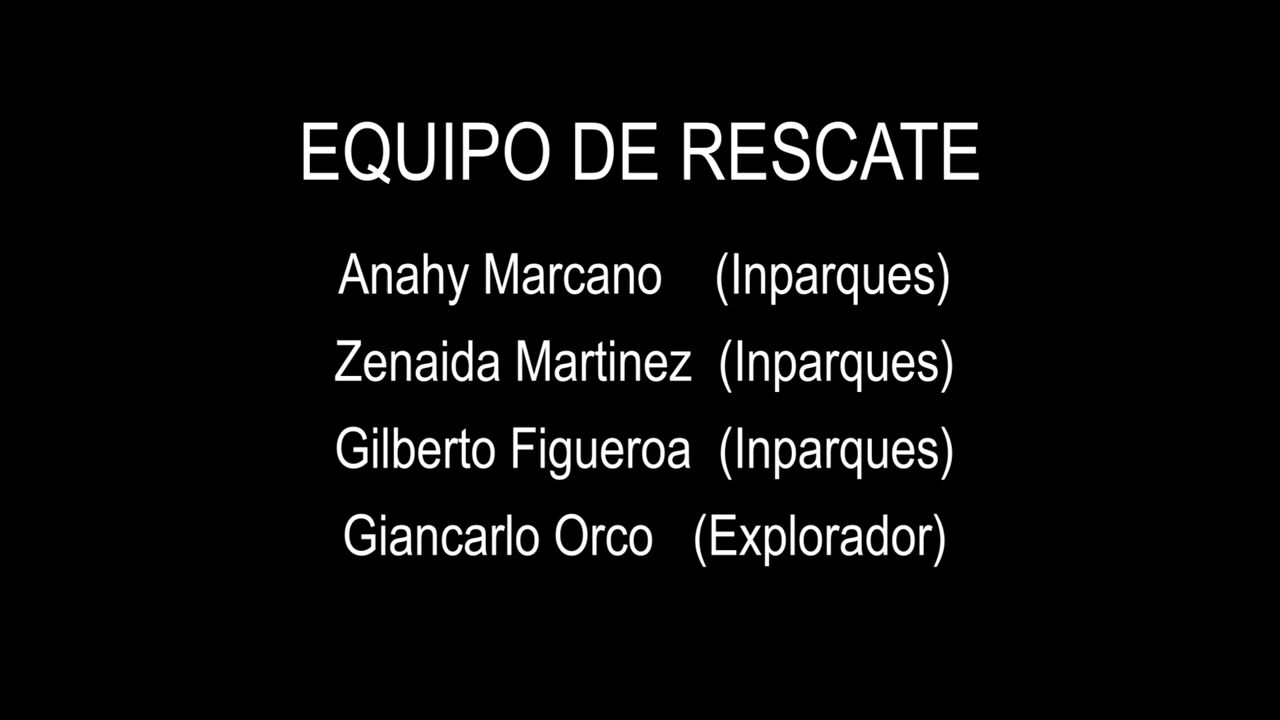 EQUIPO DE RESCATE
Anahy Marcano (Inparques)
Zenaida Martinez (Inparques)
Gilberto Figueroa (Inparques)
Giancarlo Orco (Explorador)